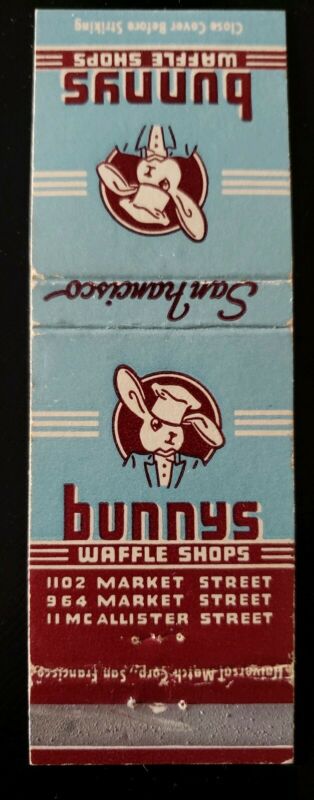 Close Cover Before Striking
WAFFLE SHOPS
bunnys
San Francisco
bunnys
WAFFLE SHOPS
1102 MARKET STREET
964 MARKET STREET
11 MCALLISTER STREET
Universal Match Corp., San Francisco